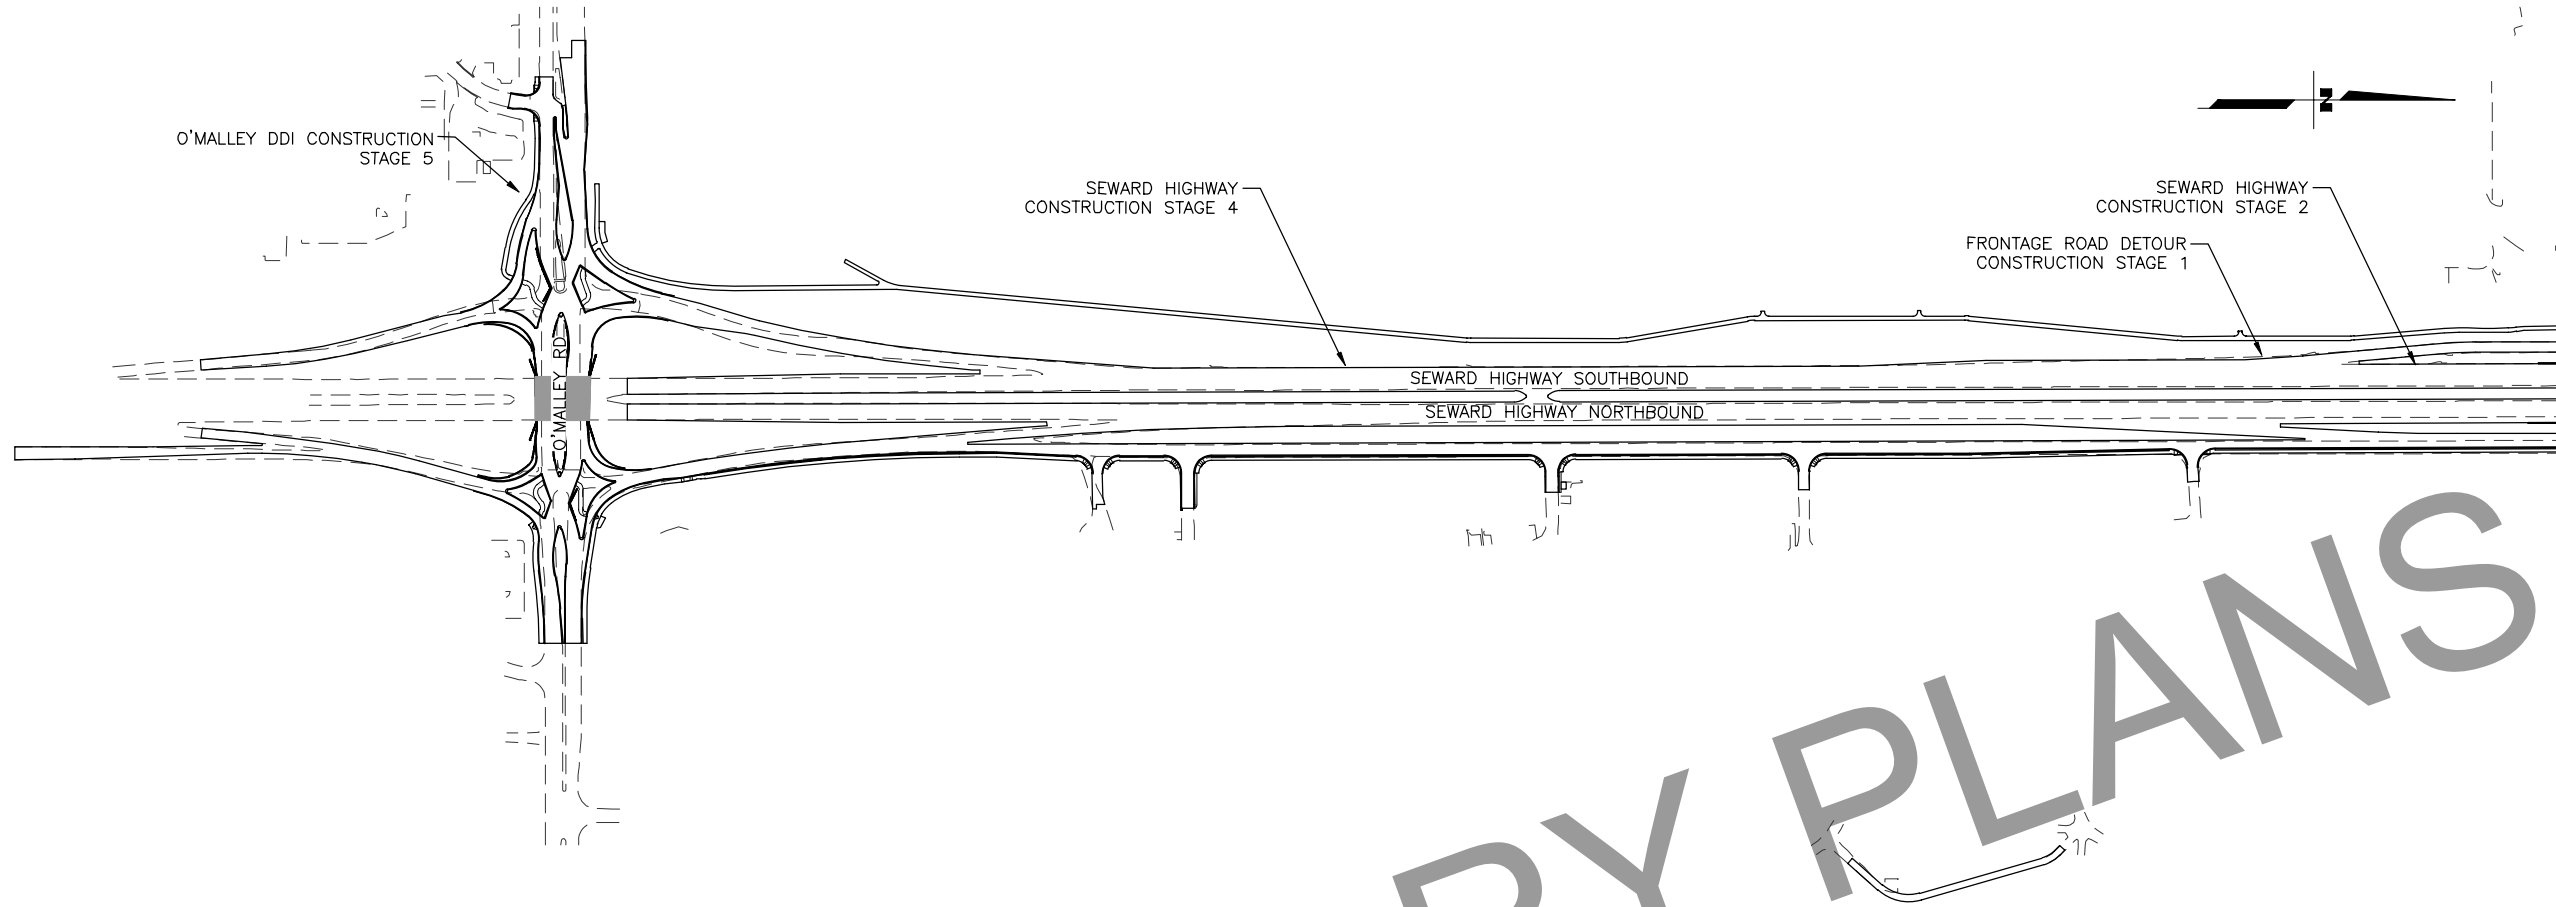 O'MALLEY DDI CONSTRUCTION
STAGE 5
SEWARD HIGHWAY
CONSTRUCTION STAGE 4
SEWARD HIGHWAY
CONSTRUCTION STAGE 2
FRONTAGE ROAD DETOUR
CONSTRUCTION STAGE 1
N
O'MALLEY RD
SEWARD HIGHWAY SOUTHBOUND
SEWARD HIGHWAY NORTHBOUND
RY PLANS